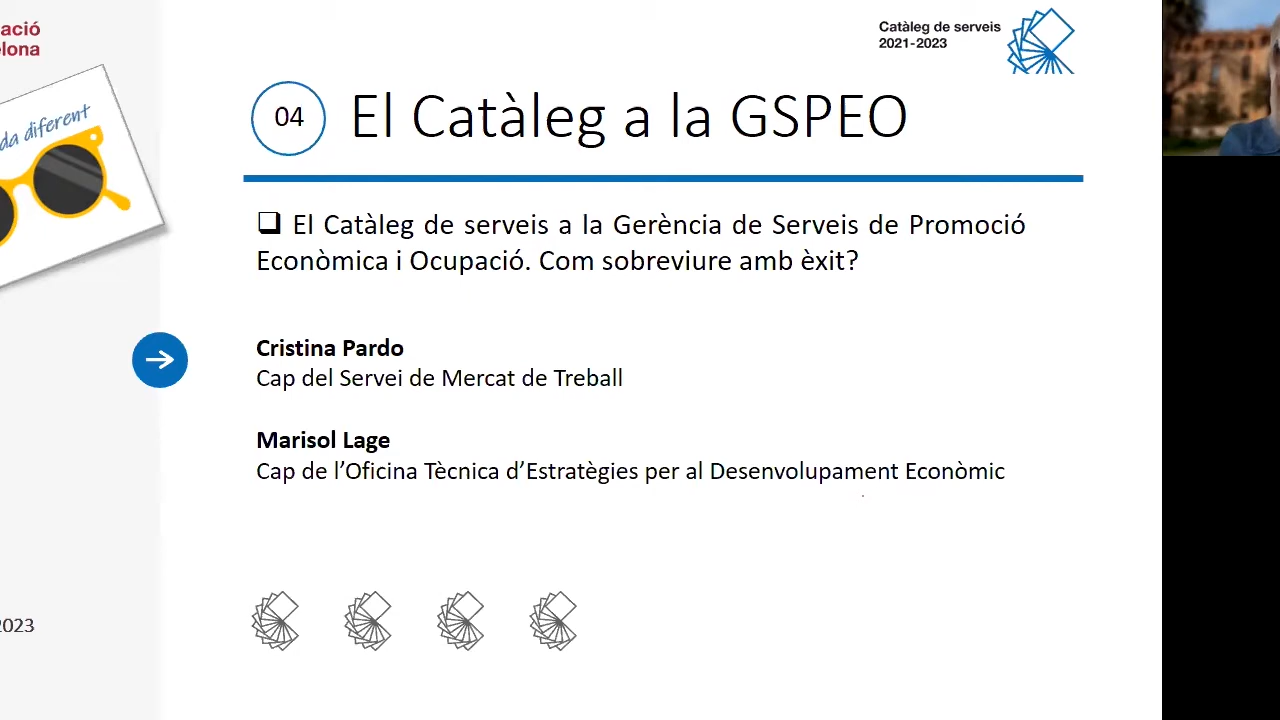 ació
elona
da diferent
Catàleg de serveis
2021-2023
04
El Catàleg a la GSPEO
El Catàleg de serveis a la Gerència de Serveis de Promoció
Econòmica i Ocupació. Com sobreviure amb èxit?
Cristina Pardo
Cap del Servei de Mercat de Treball
Marisol Lage
Cap de l’Oficina Tècnica d’Estratègies per al Desenvolupament Econòmic
2023